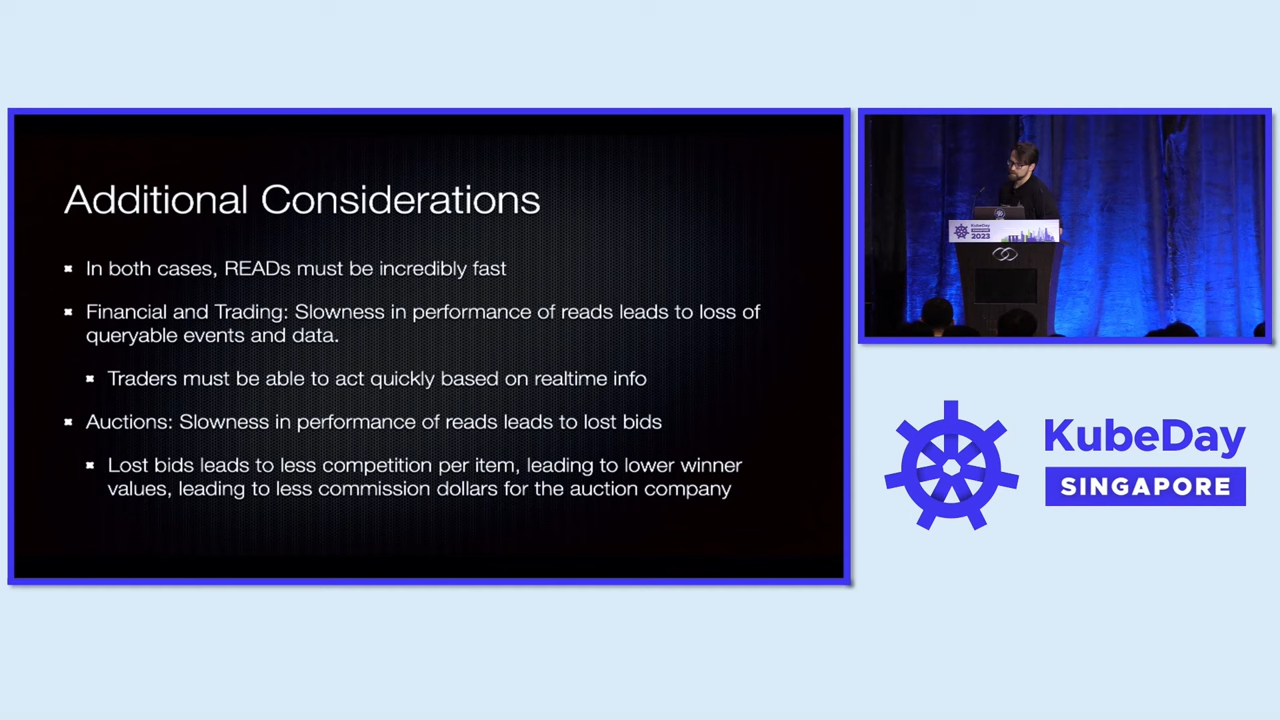 Additional Considerations
In both cases, READs must be incredibly fast
Financial and Trading: Slowness in performance of reads leads to loss of
queryable events and data.
Traders must be able to act quickly based on realtime info
Auctions: Slowness in performance of reads leads to lost bids
Lost bids leads to less competition per item, leading to lower winner
values, leading to less commission dollars for the auction company
KubeDay
2023
KubeDay
SINGAPORE